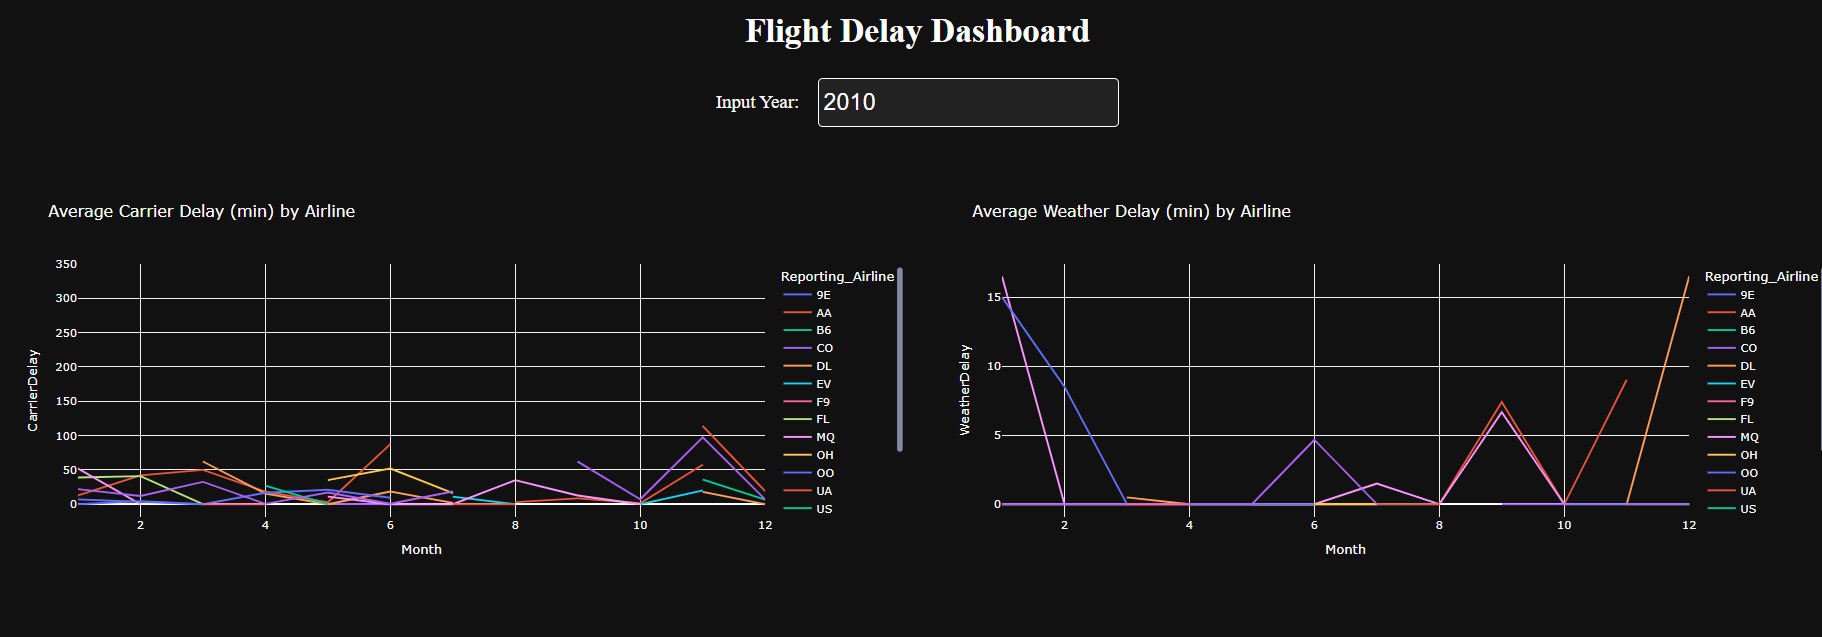 Flight Delay Dashboard
Input Year: 2010
Average Carrier Delay (min) by Airline
350
300
250
200
150
100
50
0
CarrierDelay
2 4 6 8 10 12
Month
Reporting_Airline
9E
AA
B6
CO
DL
EV
F9
FL
MQ
OH
OO
UA
US
Average Weather Delay (min) by Airline
15
10
5
0
WeatherDelay
2 4 6 8 10 12
Month
Reporting_Airline
9E
AA
B6
CO
DL
EV
F9
FL
MQ
OH
OO
UA
US